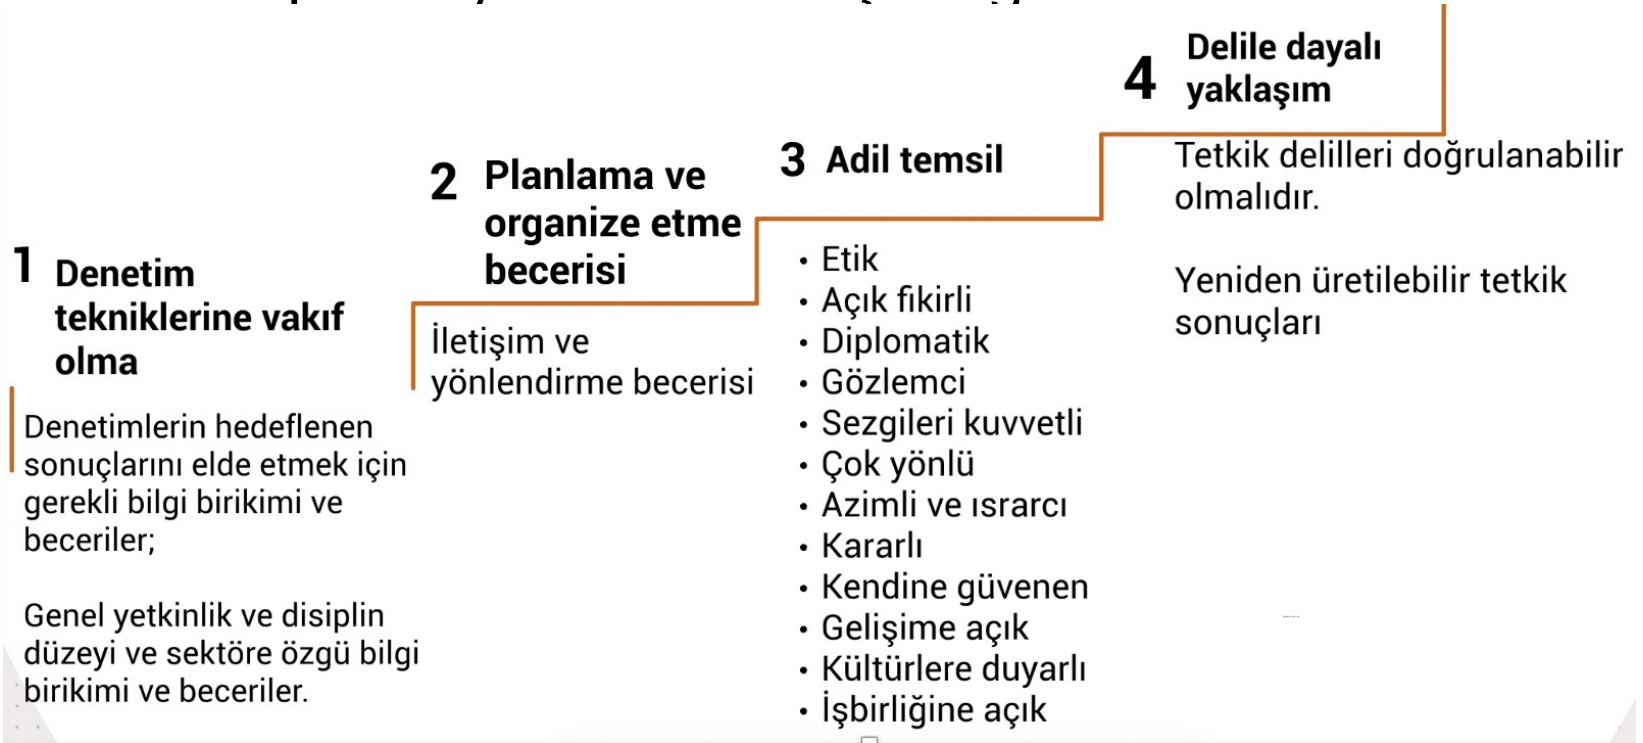 1 Denetim
tekniklerine vakıf
olma
Denetimlerin hedeflenen
sonuçlarını elde etmek için
gerekli bilgi birikimi ve
beceriler;
Genel yetkinlik ve disiplin
düzeyi ve sektöre özgü bilgi
birikimi ve beceriler.
2 Planlama ve
organize etme
becerisi
İletişim ve
yönlendirme becerisi
3 Adil temsil
• Etik
• Açık fikirli
• Diplomatik
• Gözlemci
• Sezgileri kuvvetli
• Çok yönlü
• Azimli ve ısrarcı
• Kararlı
• Kendine güvenen
• Gelişime açık
• Kültürlere duyarlı
• İşbirliğine açık
4 Delile dayalı
yaklaşım
Tetkik delilleri doğrulanabilir
olmalıdır.
Yeniden üretilebilir tetkik
sonuçları